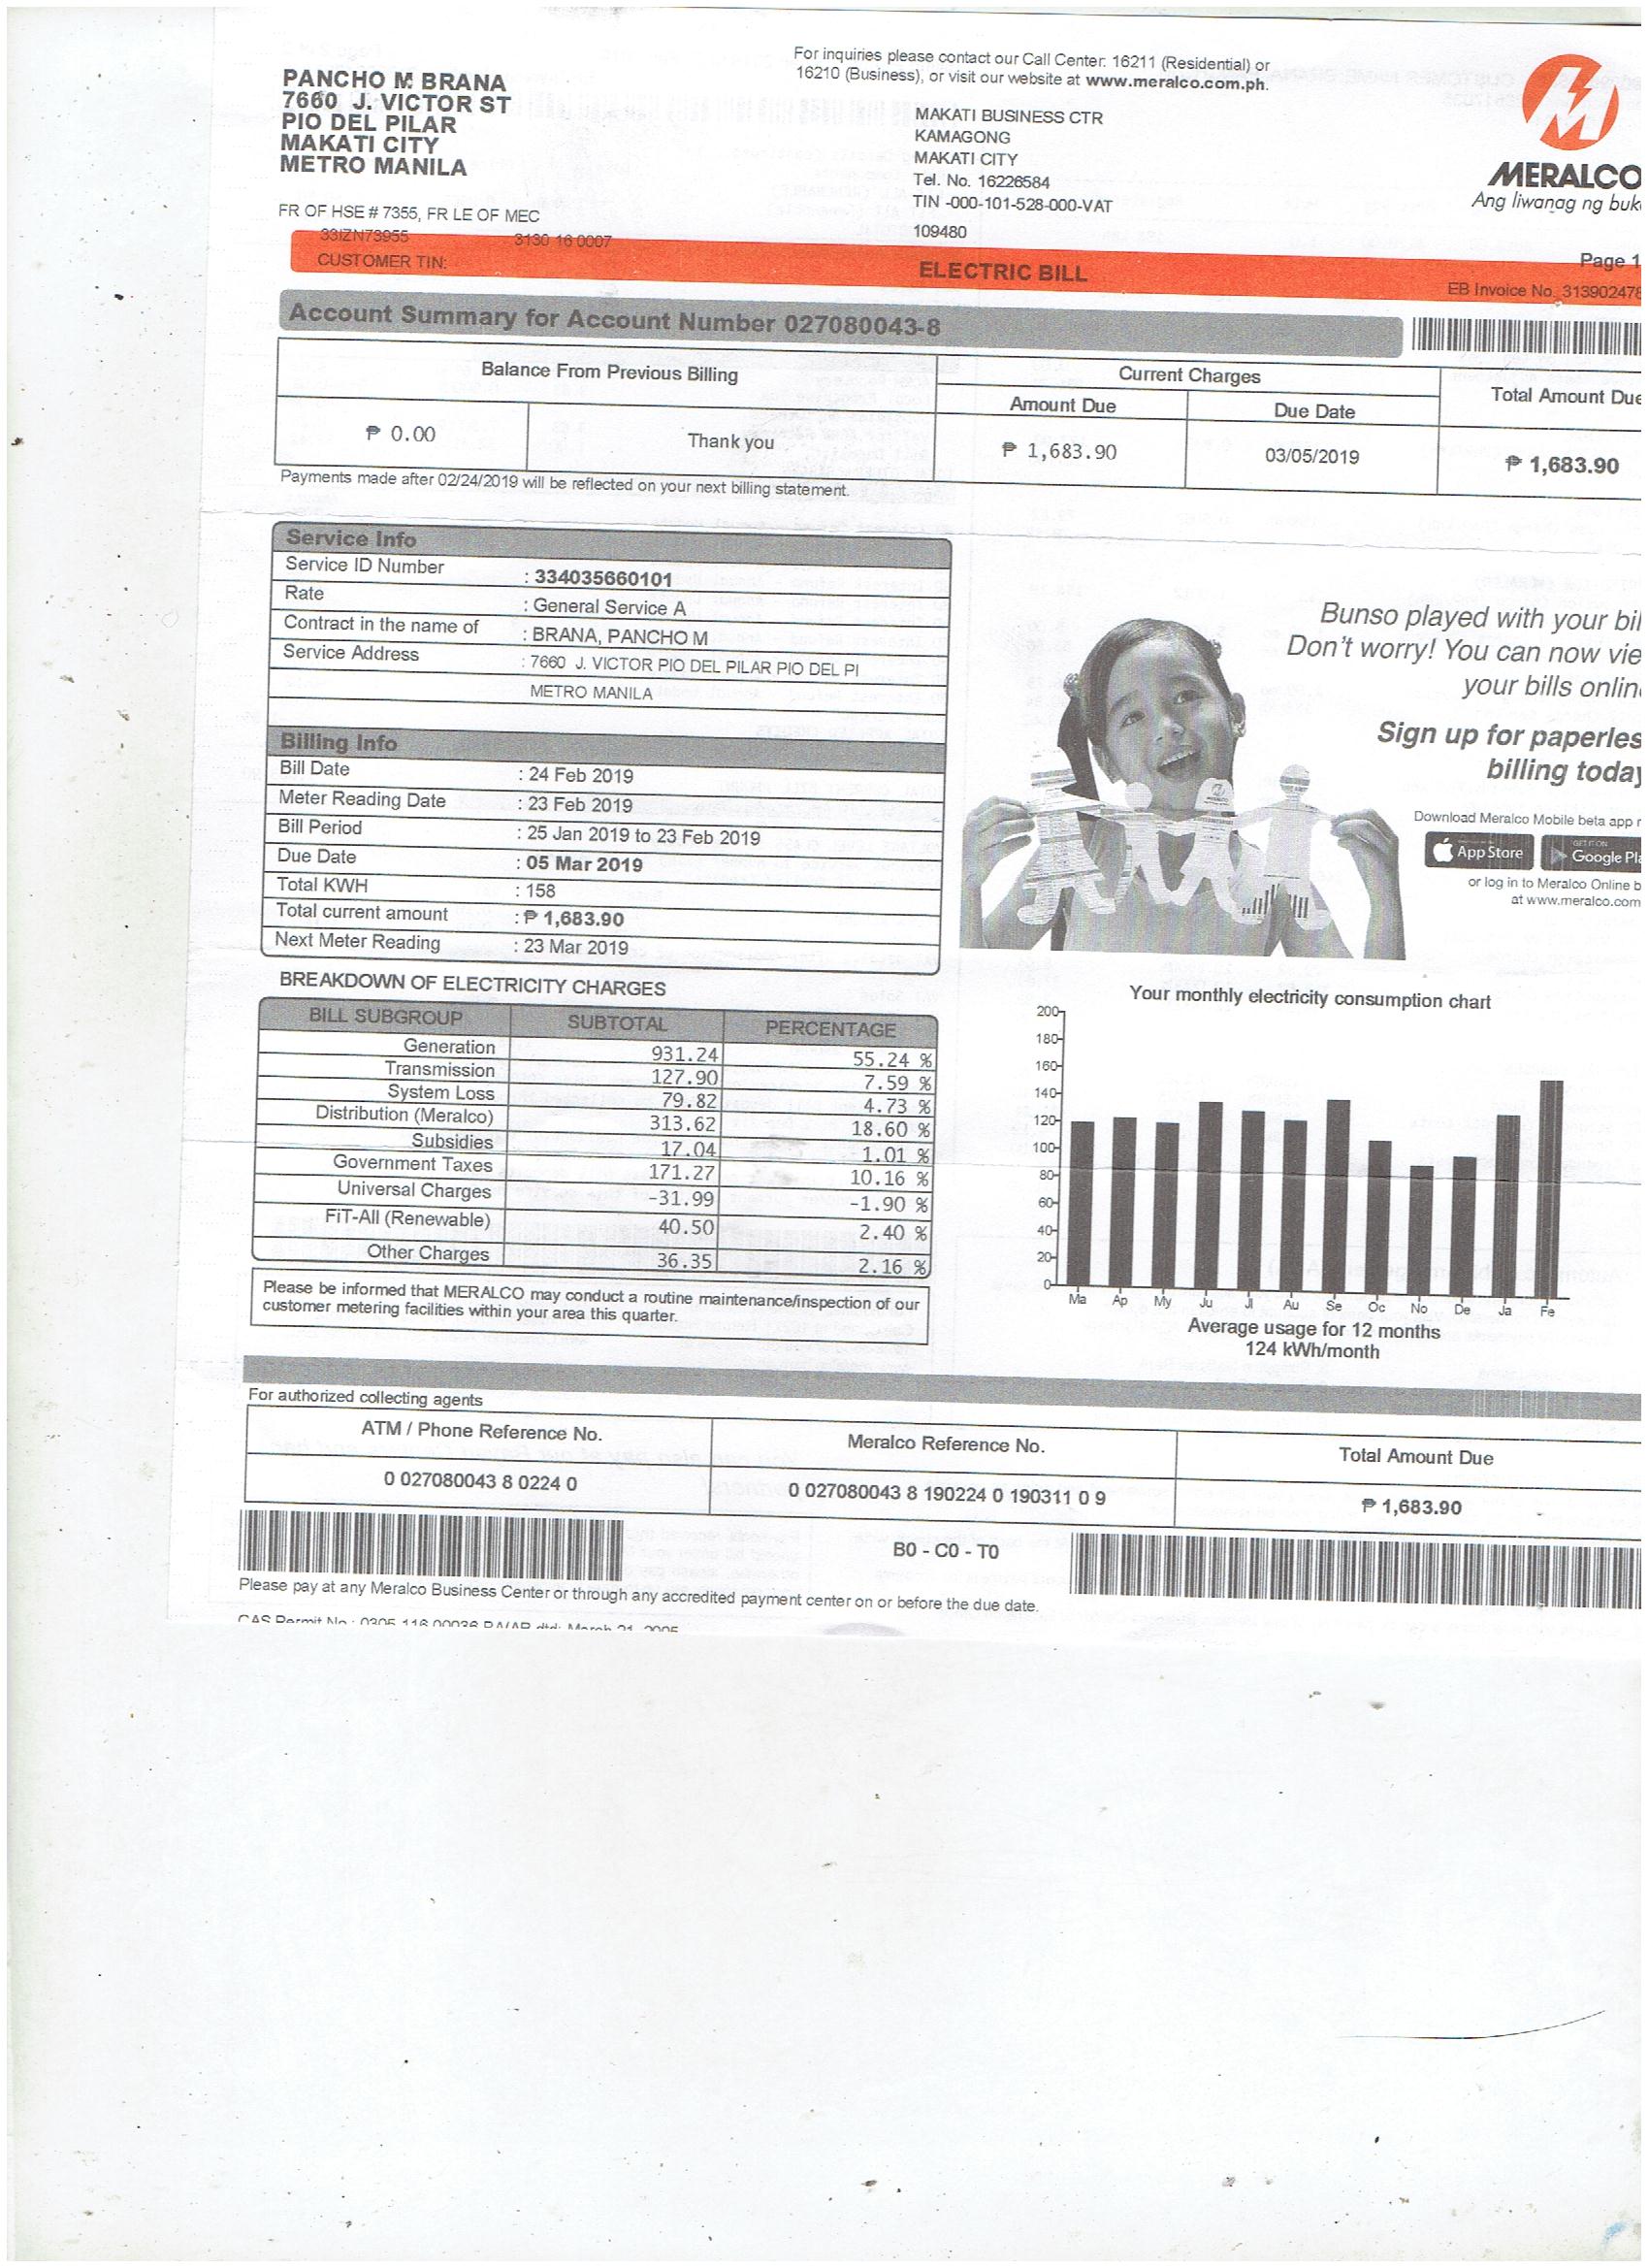 For inquiries please contact our Call Center: 16211 (Residential) or
16210 (Business), or visit our website at www.meralco.com.ph.
PANCHO M BRANA
7660 J. VICTOR ST
PIO DEL PILAR
MAKATI CITY
METRO MANILA
MAKATI BUSINESS CTR
KAMAGONG
MAKATI CITY
Tel. No. 16226584
TIN -000-101-528-000-VAT
109480
MERALCO
Ang liwanag ng buk
FR OF HSE # 7355, FR LE OF MEC
33IZN73955 3130 16 0007
CUSTOMER TIN:
ELECTRIC BILL
Page 1
EB Invoice No. 313902478
Account Summary for Account Number 027080043-8
Balance From Previous Billing Current Charges Total Amount Due
Amount Due Due Date
₱ 0.00 Thank you ₱ 1,683.90 03/05/2019 ₱ 1,683.90
Payments made after 02/24/2019 will be reflected on your next billing statement.
Service Info
Service ID Number : 334035660101
Rate : General Service A
Contract in the name of : BRANA, PANCHO M
Service Address : 7660 J. VICTOR PIO DEL PILAR PIO DEL PI
METRO MANILA
Billing Info
Bill Date : 24 Feb 2019
Meter Reading Date : 23 Feb 2019
Bill Period : 25 Jan 2019 to 23 Feb 2019
Due Date : 05 Mar 2019
Total KWH : 158
Total current amount : ₱ 1,683.90
Next Meter Reading : 23 Mar 2019
Bunso played with your bil
Don't worry! You can now vie
your bills onlin
Sign up for paperles
billing today
Download Meralco Mobile beta app
App Store
GET IT ON
Google Pla
or log in to Meralco Online b
at www.meralco.com
BREAKDOWN OF ELECTRICITY CHARGES
BILL SUBGROUP SUBTOTAL PERCENTAGE
Generation 931.24 55.24 %
Transmission 127.90 7.59 %
System Loss 79.82 4.73 %
Distribution (Meralco) 313.62 18.60 %
Subsidies 17.04 1.01 %
Government Taxes 171.27 10.16 %
Universal Charges -31.99 -1.90 %
FiT-All (Renewable) 40.50 2.40 %
Other Charges 36.35 2.16 %
Please be informed that MERALCO may conduct a routine maintenance/inspection of our
customer metering facilities within your area this quarter.
Your monthly electricity consumption chart
200
180
160
140
120
100
80
60
40
20
0
Ma Ap My Ju Jl Au Se Oc No De Ja Fe
Average usage for 12 months
124 kWh/month
For authorized collecting agents
ATM / Phone Reference No. Meralco Reference No. Total Amount Due
0 027080043 8 0224 0 0 027080043 8 190224 0 190311 0 9 ₱ 1,683.90
B0 - C0 - T0
Please pay at any Meralco Business Center or through any accredited payment center on or before the due date.
CAS Permit No.: 0305 116 00036 PA/AR dtd: March 21, 2005